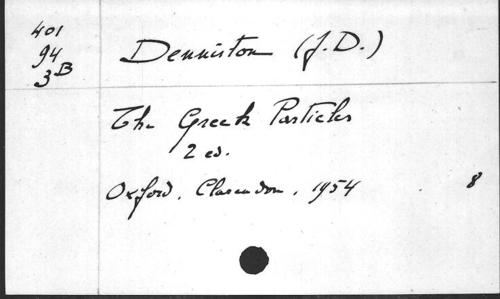 401
94
3B
Denniston (J.D.)
The Greek Particles
2 ed.
Oxford, Clarendon, 1954 . 8